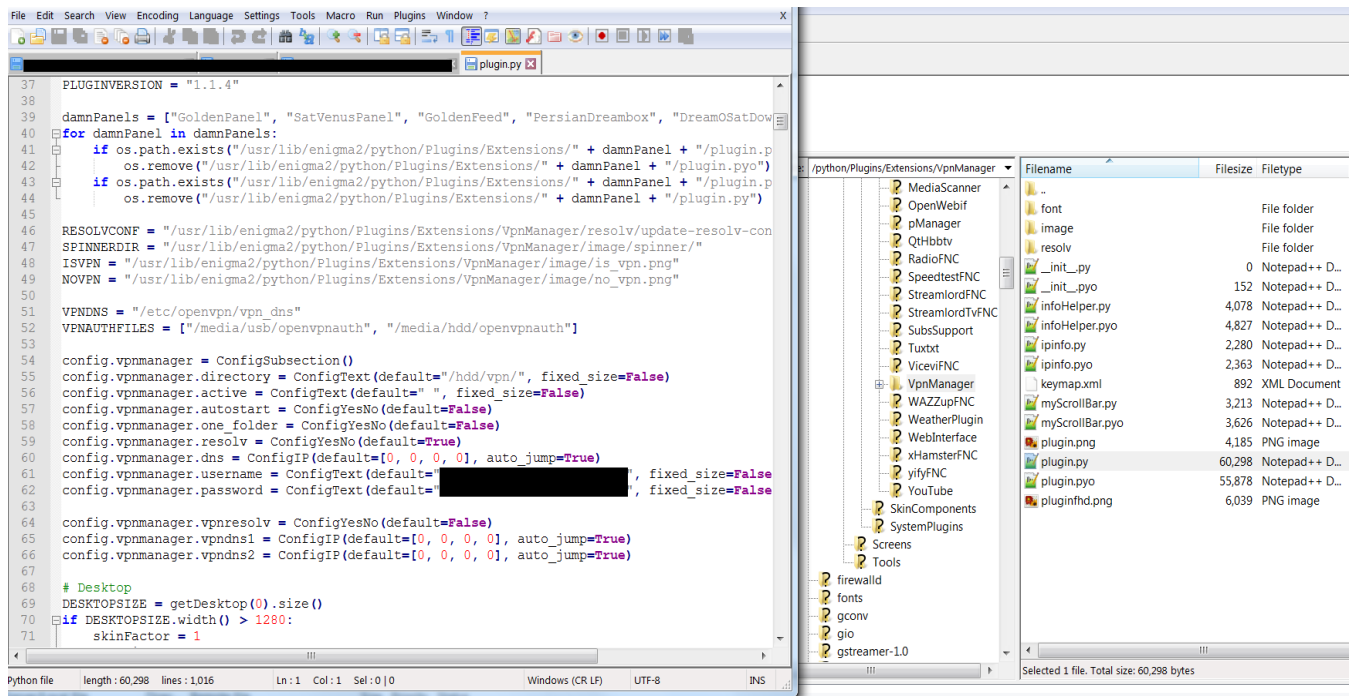 File Edit Search View Encoding Language Settings Tools Macro Run Plugins Window ? X
plugin.py
37 PLUGINVERSION = "1.1.4"
38
39 damnPanels = ["GoldenPanel", "SatVenusPanel", "GoldenFeed", "PersianDreambox", "DreamOSatDow
40 for damnPanel in damnPanels:
41 if os.path.exists("/usr/lib/enigma2/python/Plugins/Extensions/" + damnPanel + "/plugin.p
42 os.remove("/usr/lib/enigma2/python/Plugins/Extensions/" + damnPanel + "/plugin.pyo")
43 if os.path.exists("/usr/lib/enigma2/python/Plugins/Extensions/" + damnPanel + "/plugin.p
44 os.remove("/usr/lib/enigma2/python/Plugins/Extensions/" + damnPanel + "/plugin.py")
45
46 RESOLVCONF = "/usr/lib/enigma2/python/Plugins/Extensions/VpnManager/resolv/update-resolv-con
47 SPINNERDIR = "/usr/lib/enigma2/python/Plugins/Extensions/VpnManager/image/spinner/"
48 ISVPN = "/usr/lib/enigma2/python/Plugins/Extensions/VpnManager/image/is_vpn.png"
49 NOVPN = "/usr/lib/enigma2/python/Plugins/Extensions/VpnManager/image/no_vpn.png"
50
51 VPNDNS = "/etc/openvpn/vpn_dns"
52 VPNAUTHFILES = ["/media/usb/openvpnauth", "/media/hdd/openvpnauth"]
53
54 config.vpnmanager = ConfigSubsection()
55 config.vpnmanager.directory = ConfigText(default="/hdd/vpn/", fixed_size=False)
56 config.vpnmanager.active = ConfigText(default=" ", fixed_size=False)
57 config.vpnmanager.autostart = ConfigYesNo(default=False)
58 config.vpnmanager.one_folder = ConfigYesNo(default=False)
59 config.vpnmanager.resolv = ConfigYesNo(default=True)
60 config.vpnmanager.dns = ConfigIP(default=[0, 0, 0, 0], auto_jump=True)
61 config.vpnmanager.username = ConfigText(default=" ", fixed_size=False
62 config.vpnmanager.password = ConfigText(default=" ", fixed_size=False
63
64 config.vpnmanager.vpnresolv = ConfigYesNo(default=False)
65 config.vpnmanager.vpndns1 = ConfigIP(default=[0, 0, 0, 0], auto_jump=True)
66 config.vpnmanager.vpndns2 = ConfigIP(default=[0, 0, 0, 0], auto_jump=True)
67
68 # Desktop
69 DESKTOPSIZE = getDesktop(0).size()
70 if DESKTOPSIZE.width() > 1280:
71 skinFactor = 1
Python file length : 60,298 lines : 1,016 Ln : 1 Col : 1 Sel : 0 | 0 Windows (CR LF) UTF-8 INS
e: /python/Plugins/Extensions/VpnManager
MediaScanner
OpenWebif
pManager
QtHbbtv
RadioFNC
SpeedtestFNC
StreamlordFNC
StreamlordTvFNC
SubsSupport
Tuxtxt
ViceviFNC
VpnManager
WAZZupFNC
WeatherPlugin
WebInterface
xHamsterFNC
yifyFNC
YouTube
SkinComponents
SystemPlugins
Screens
Tools
firewalld
fonts
gconv
gio
gstreamer-1.0
Filename Filesize Filetype
..
font File folder
image File folder
resolv File folder
__init__.py 0 Notepad++ D...
__init__.pyo 152 Notepad++ D...
infoHelper.py 4,078 Notepad++ D...
infoHelper.pyo 4,827 Notepad++ D...
ipinfo.py 2,280 Notepad++ D...
ipinfo.pyo 2,363 Notepad++ D...
keymap.xml 892 XML Document
myScrollBar.py 3,213 Notepad++ D...
myScrollBar.pyo 3,626 Notepad++ D...
plugin.png 4,185 PNG image
plugin.py 60,298 Notepad++ D...
plugin.pyo 55,878 Notepad++ D...
pluginfhd.png 6,039 PNG image
Selected 1 file. Total size: 60,298 bytes